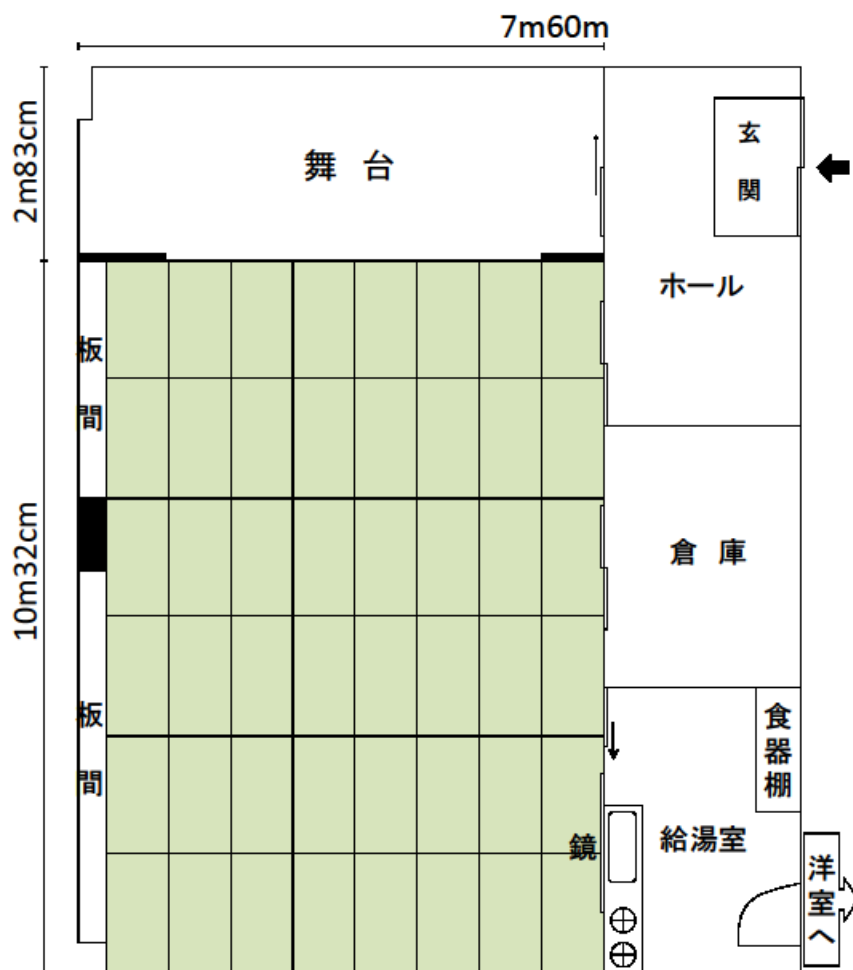 7m60m
2m83cm
舞 台
玄
関
ホール
板
間
10m32cm
倉 庫
板
間
食
器
棚
鏡
給湯室
洋
室
へ